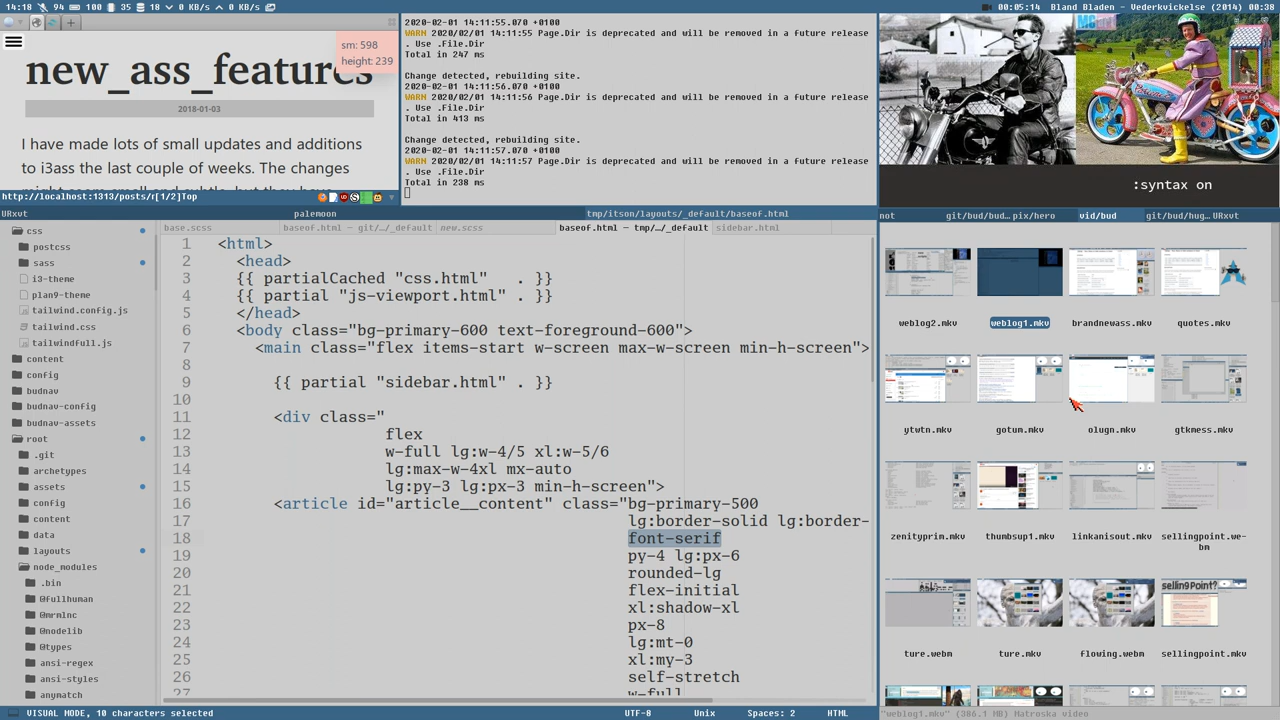 14:18 94 100 35 18 0 KB/s 0 KB/s
00:05:14 Bland Bladen - Vederkvickelse (2014) 00:38
new_ass_features
sm: 598
height: 239
2018-01-03
I have made lots of small updates and additions
to i3ass the last couple of weeks. The changes
http://localhost:1313/posts/r[1/2]Top
2020-02-01 14:11:55.070 +0100
WARN 2020/02/01 14:11:55 Page.Dir is deprecated and will be removed in a future release
. Use .File.Dir
Total in 247 ms
Change detected, rebuilding site.
2020-02-01 14:11:56.070 +0100
WARN 2020/02/01 14:11:56 Page.Dir is deprecated and will be removed in a future release
. Use .File.Dir
Total in 413 ms
Change detected, rebuilding site.
2020-02-01 14:11:57.070 +0100
WARN 2020/02/01 14:11:57 Page.Dir is deprecated and will be removed in a future release
. Use .File.Dir
Total in 238 ms
:syntax on
URxvt palemoon tmp/itson/layouts/_default/baseof.html
not git/bud/bud… pix/hero vid/bud git/bud/hug… URxvt
base.scss baseof.html — git/…/_default new.scss baseof.html — tmp/…/_default sidebar.html
css
postcss
sass
i3-theme
plan9-theme
tailwind.config.js
tailwind.css
tailwindfull.js
content
config
budnav
budnav-config
budnav-assets
root
.git
archetypes
assets
config
content
data
layouts
node_modules
.bin
@fullhuman
@mrmlnc
@nodelib
@types
ansi-regex
ansi-styles
anymatch
1 <html>
2 <head>
3 {{ partialCached "css.html" . }}
4 {{ partial "js-viewport.html" . }}
5 </head>
6 <body class="bg-primary-600 text-foreground-600">
7 <main class="flex items-start w-screen max-w-screen min-h-screen">
8
9 {{ partial "sidebar.html" . }}
10
11 <div class="
12 flex
13 w-full lg:w-4/5 xl:w-5/6
14 lg:max-w-4xl mx-auto
15 lg:py-3 lg:px-3 min-h-screen">
16 <article id="article__content" class="bg-primary-500
17 lg:border-solid lg:border-
18 font-serif
19 py-4 lg:px-6
20 rounded-lg
21 flex-initial
22 xl:shadow-xl
23 px-8
24 lg:mt-0
25 xl:my-3
26 self-stretch
27 w-full
weblog2.mkv weblog1.mkv brandnewass.mkv quotes.mkv
ytwtn.mkv gotum.mkv olugn.mkv gtkmess.mkv
zenityprim.mkv thumbsup1.mkv linkanisout.mkv sellingpoint.we-
bm
selling Point?
ture.webm ture.mkv flowing.webm sellingpoint.mkv
VISUAL MODE, 10 characters selected UTF-8 Unix Spaces: 2 HTML
"weblog1.mkv" (386.1 MB) Matroska video